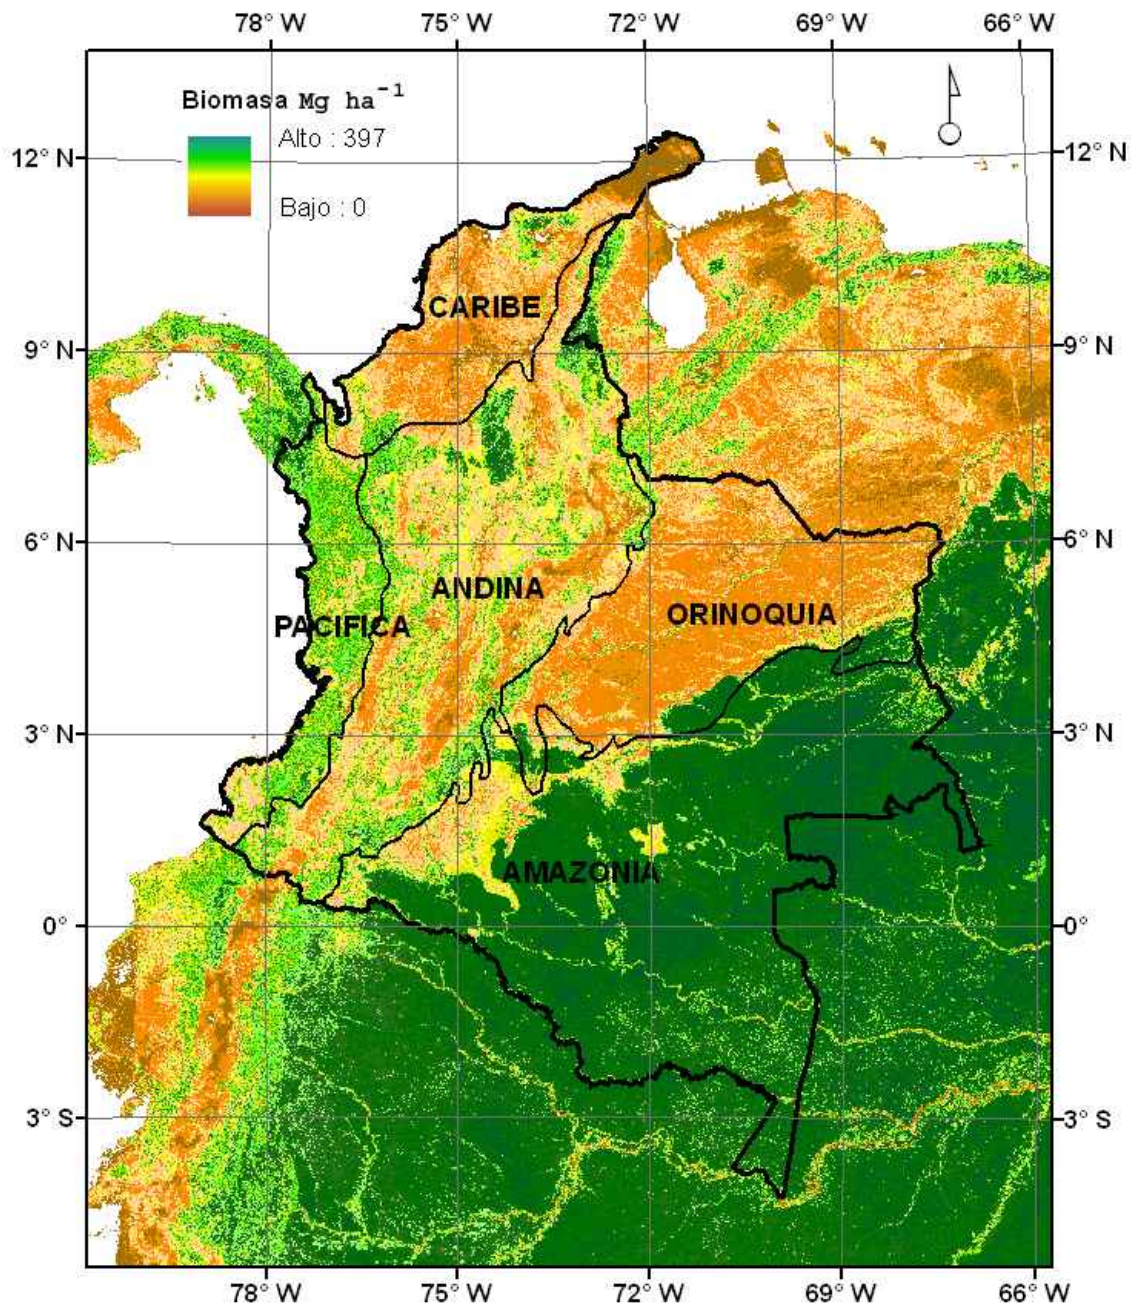 78° W 75° W 72° W 69° W 66° W
Biomasa Mg ha⁻¹
Alto : 397
Bajo : 0
12° N 12° N
CARIBE
9° N 9° N
6° N 6° N
ANDINA
ORINOQUIA
PACIFICA
3° N 3° N
AMAZONIA
0° 0°
3° S 3° S
78° W 75° W 72° W 69° W 66° W